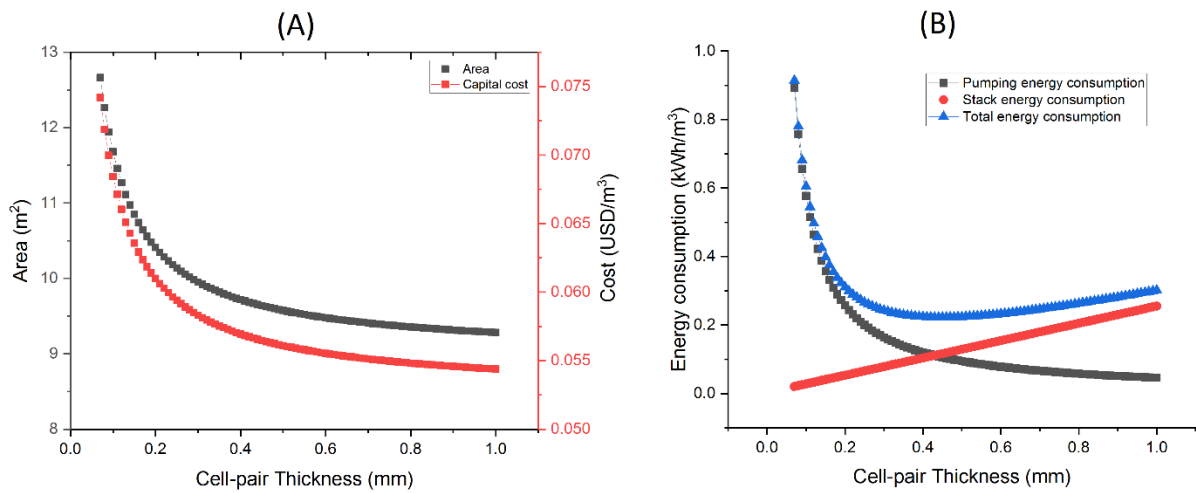 (A)
13
12
11
10
9
8
Area (m²)
Area
Capital cost
0.075
0.070
0.065
0.060
0.055
0.050
Cost (USD/m³)
0.0
0.2
0.4
0.6
0.8
1.0
Cell-pair Thickness (mm)
(B)
1.0
0.8
0.6
0.4
0.2
0.0
Energy consumption (kWh/m³)
Pumping energy consumption
Stack energy consumption
Total energy consumption
0.0
0.2
0.4
0.6
0.8
1.0
Cell-pair Thickness (mm)